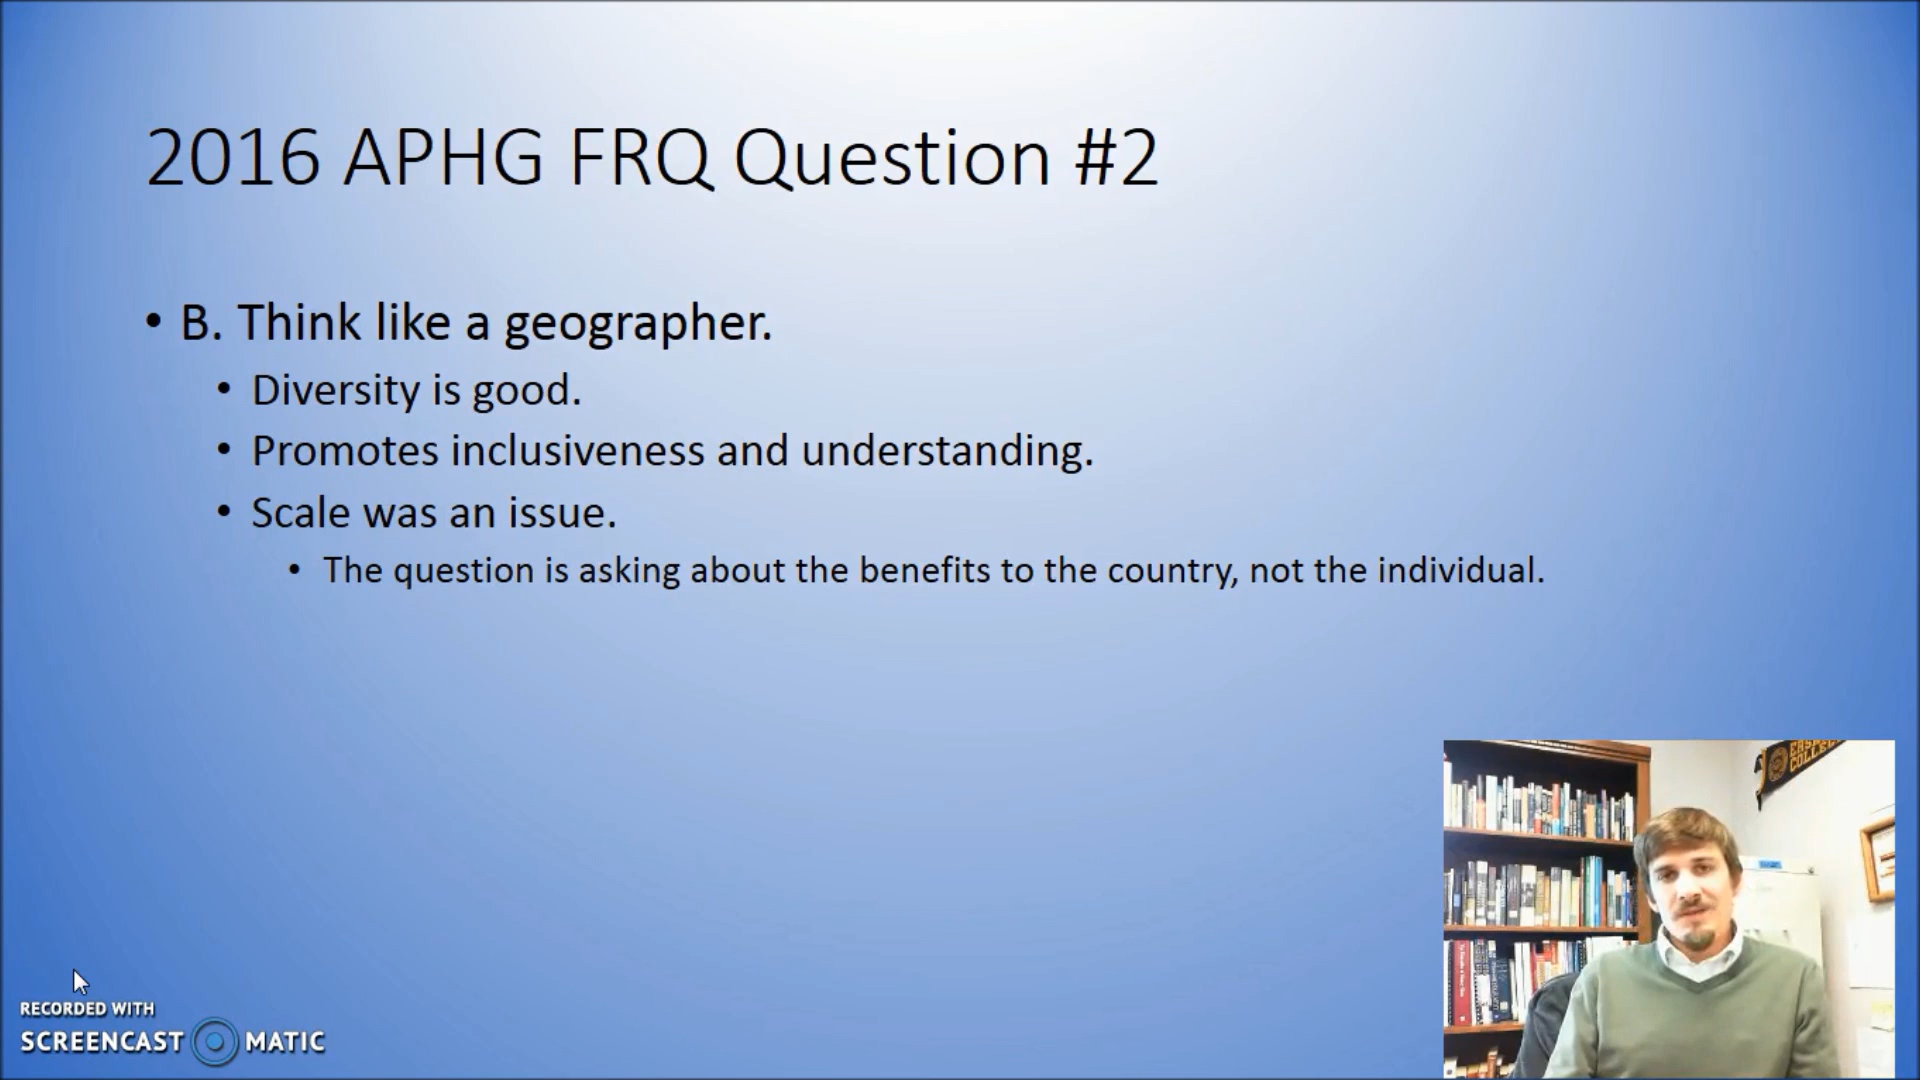 2016 APHG FRQ Question #2
• B. Think like a geographer.
• Diversity is good.
• Promotes inclusiveness and understanding.
• Scale was an issue.
• The question is asking about the benefits to the country, not the individual.
RECORDED WITH
SCREENCAST MATIC